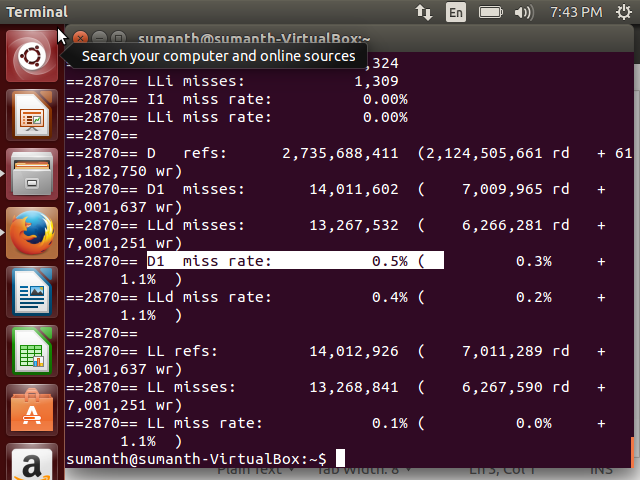 Terminal
En
7:43 PM
sumanth@sumanth-VirtualBox:~
Search your computer and online sources
,324
==2870== LLi misses: 1,309
==2870== I1 miss rate: 0.00%
==2870== LLi miss rate: 0.00%
==2870==
==2870== D refs: 2,735,688,411 (2,124,505,661 rd + 61
1,182,750 wr)
==2870== D1 misses: 14,011,602 ( 7,009,965 rd +
7,001,637 wr)
==2870== LLd misses: 13,267,532 ( 6,266,281 rd +
7,001,251 wr)
==2870== D1 miss rate: 0.5% ( 0.3% +
1.1% )
==2870== LLd miss rate: 0.4% ( 0.2% +
1.1% )
==2870==
==2870== LL refs: 14,012,926 ( 7,011,289 rd +
7,001,637 wr)
==2870== LL misses: 13,268,841 ( 6,267,590 rd +
7,001,251 wr)
==2870== LL miss rate: 0.1% ( 0.0% +
1.1% )
sumanth@sumanth-VirtualBox:~$
Plain Text Tab Width: 8 Ln 5, Col 1 INS